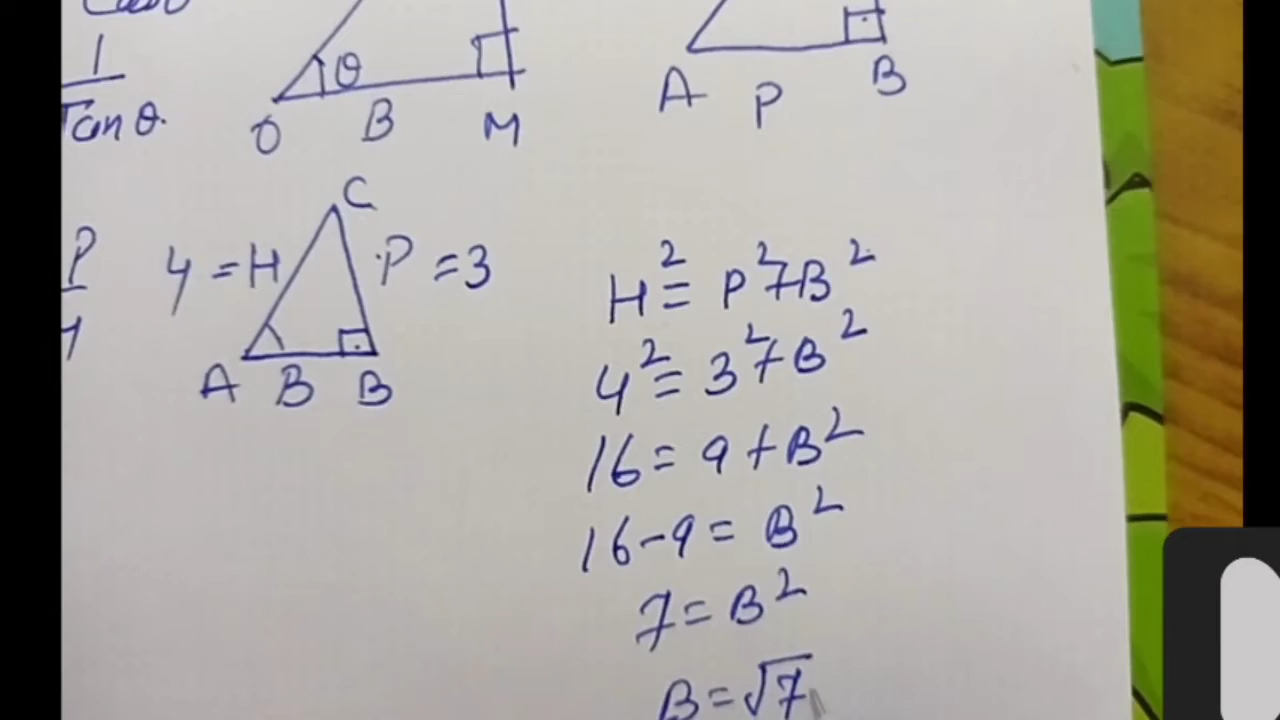 1
Tan θ.
θ
O B M
A P B
C
P
4 = H P = 3
A B B
H² = P² + B²
4² = 3² + B²
16 = 9 + B²
16 - 9 = B²
7 = B²
B = √7